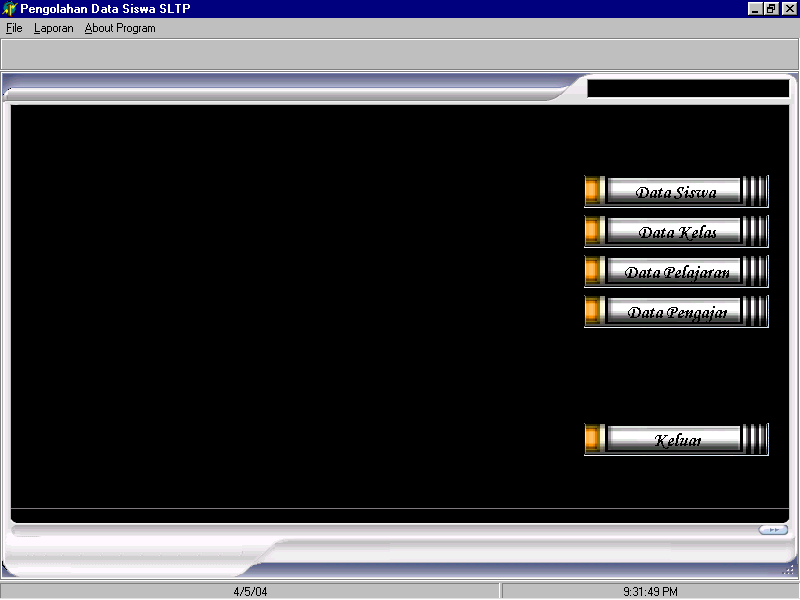 Pengolahan Data Siswa SLTP
File Laporan About Program
Data Siswa
Data Kelas
Data Pelajaran
Data Pengajar
Keluar
4/5/04 9:31:49 PM